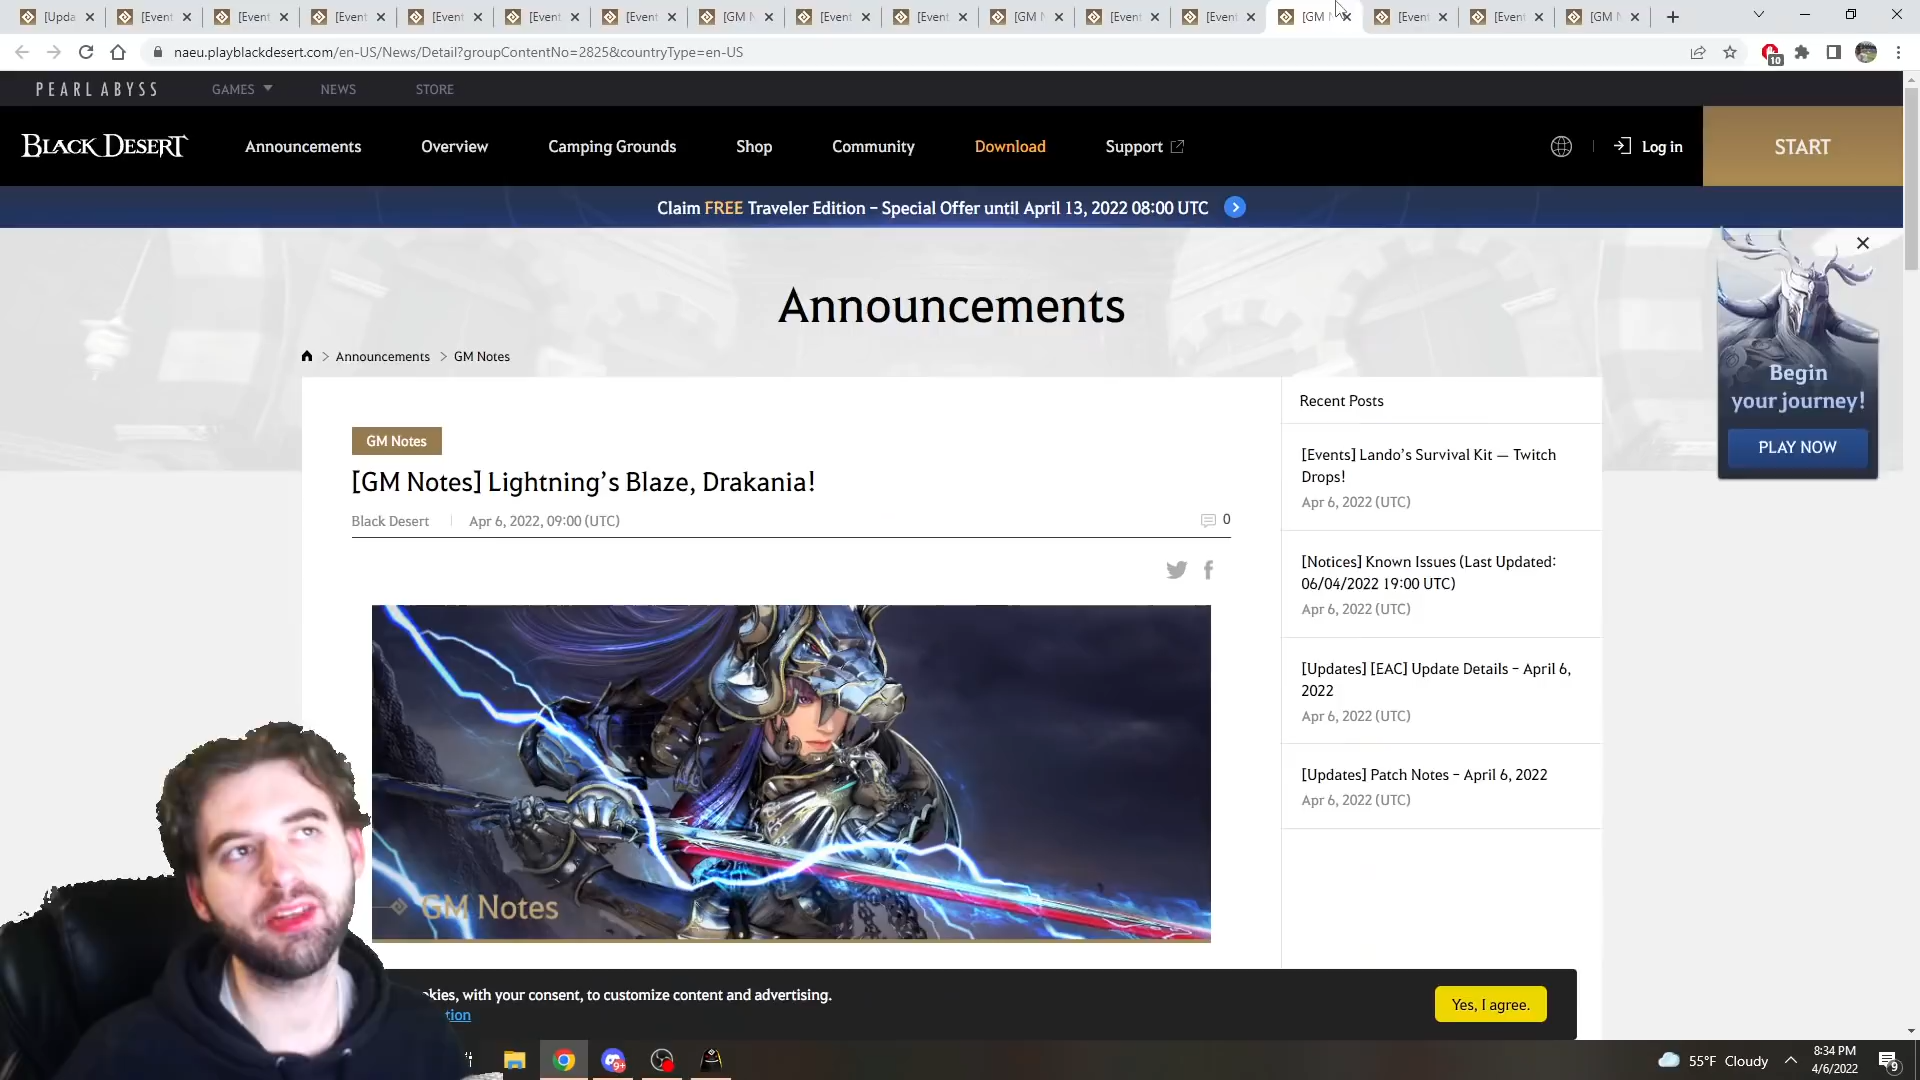 [Upda
[Event
[Event
[Event
[Event
[Event
[Event
[GM N
[Event
[Event
[GM N
[Event
[Event
[GM
[Event
[Event
[GM N
naeu.playblackdesert.com/en-US/News/Detail?groupContentNo=2825&countryType=en-US
10
PEARL ABYSS
GAMES
NEWS
STORE
BLACK DESERT
Announcements
Overview
Camping Grounds
Shop
Community
Download
Support
Log in
START
Claim FREE Traveler Edition – Special Offer until April 13, 2022 08:00 UTC
Announcements
Announcements > GM Notes
GM Notes
[GM Notes] Lightning’s Blaze, Drakania!
Black Desert
Apr 6, 2022, 09:00 (UTC)
0
GM Notes
Recent Posts
[Events] Lando’s Survival Kit — Twitch
Drops!
Apr 6, 2022 (UTC)
[Notices] Known Issues (Last Updated:
06/04/2022 19:00 UTC)
Apr 6, 2022 (UTC)
[Updates] [EAC] Update Details – April 6,
2022
Apr 6, 2022 (UTC)
[Updates] Patch Notes – April 6, 2022
Apr 6, 2022 (UTC)
Begin
your journey!
PLAY NOW
kies, with your consent, to customize content and advertising.
tion
Yes, I agree.
9+
55°F Cloudy
8:34 PM
4/6/2022
9